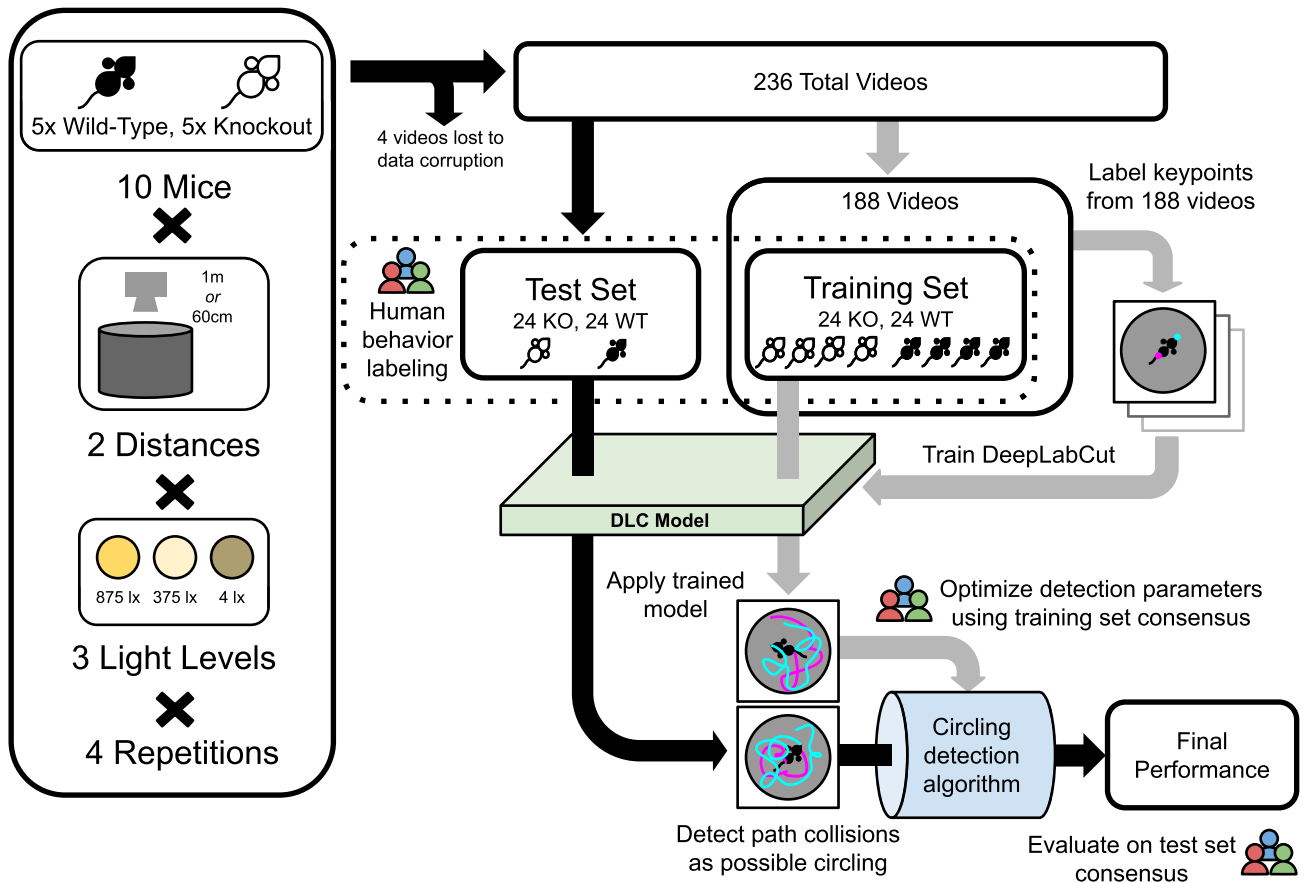 5x Wild-Type, 5x Knockout
10 Mice
1m
or
60cm
2 Distances
875 lx
375 lx
4 lx
3 Light Levels
4 Repetitions
4 videos lost to
data corruption
236 Total Videos
188 Videos
Label keypoints
from 188 videos
Human
behavior
labeling
Test Set
24 KO, 24 WT
Training Set
24 KO, 24 WT
Train DeepLabCut
DLC Model
Apply trained
model
Optimize detection parameters
using training set consensus
Circling
detection
algorithm
Final
Performance
Detect path collisions
as possible circling
Evaluate on test set
consensus